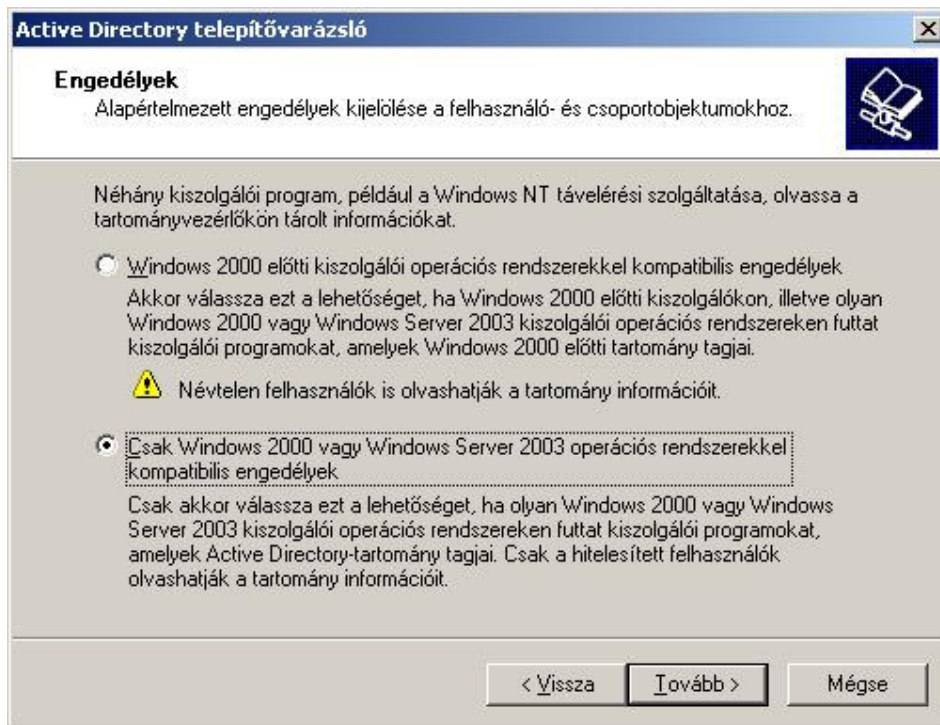 Active Directory telepítővarázsló
Engedélyek
Alapértelmezett engedélyek kijelölése a felhasználó- és csoportobjektumokhoz.
Néhány kiszolgálói program, például a Windows NT távelérési szolgáltatása, olvassa a
tartományvezérlőkön tárolt információkat.
Windows 2000 előtti kiszolgálói operációs rendszerekkel kompatibilis engedélyek
Akkor válassza ezt a lehetőséget, ha Windows 2000 előtti kiszolgálókon, illetve olyan
Windows 2000 vagy Windows Server 2003 kiszolgálói operációs rendszereken futtat
kiszolgálói programokat, amelyek Windows 2000 előtti tartomány tagjai.
Névtelen felhasználók is olvashatják a tartomány információit.
Csak Windows 2000 vagy Windows Server 2003 operációs rendszerekkel
kompatibilis engedélyek
Csak akkor válassza ezt a lehetőséget, ha olyan Windows 2000 vagy Windows
Server 2003 kiszolgálói operációs rendszereken futtat kiszolgálói programokat,
amelyek Active Directory-tartomány tagjai. Csak a hitelesített felhasználók
olvashatják a tartomány információit.
< Vissza
Tovább >
Mégse